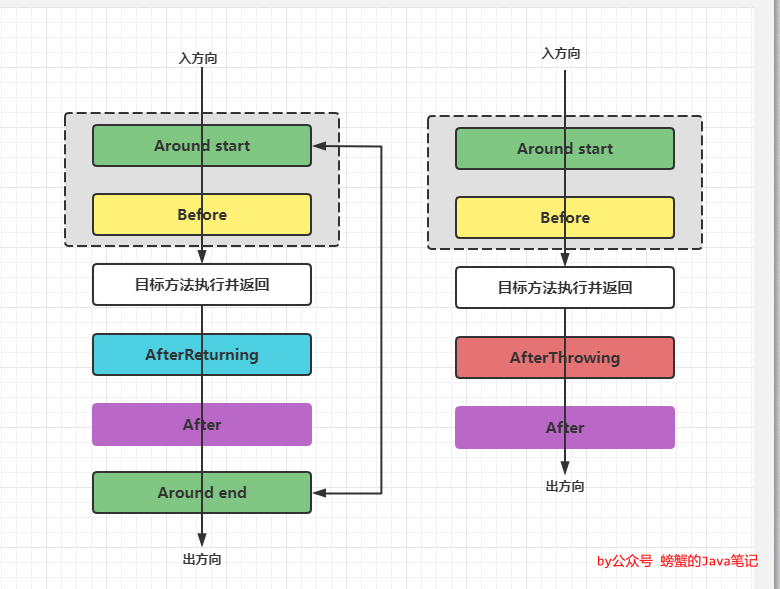 入方向
Around start
Before
目标方法执行并返回
AfterReturning
After
Around end
出方向
入方向
Around start
Before
目标方法执行并返回
AfterThrowing
After
出方向
by公众号 螃蟹的Java笔记